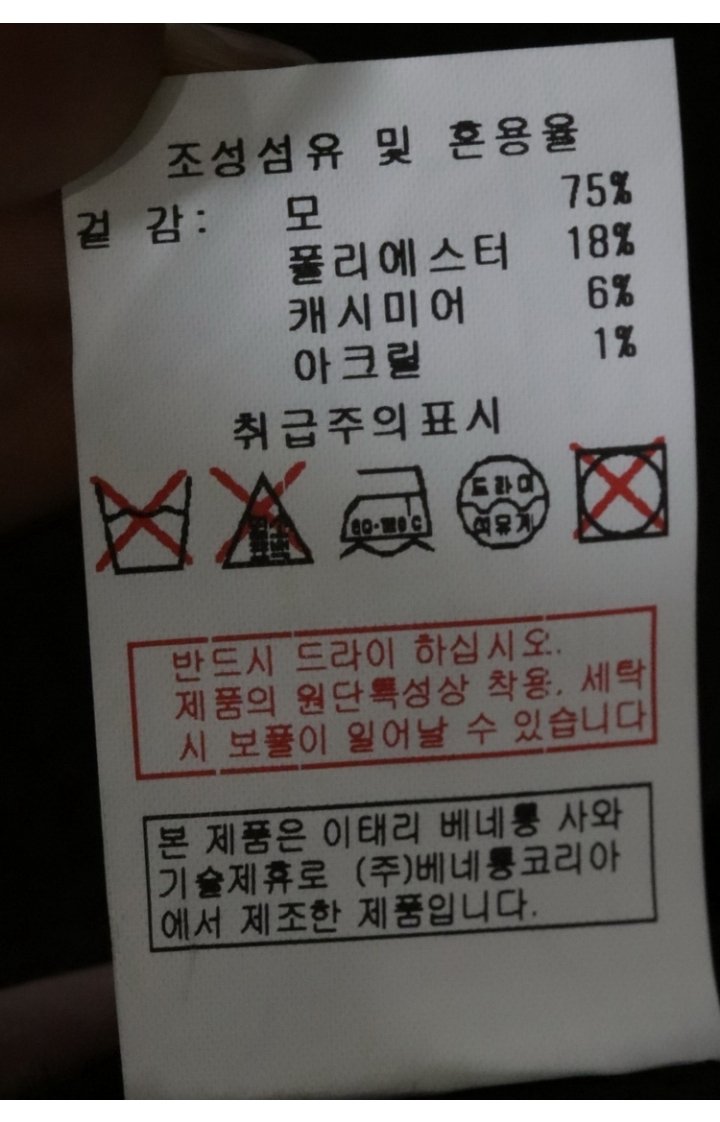 조성섬유 및 혼용율
겉 감: 모 75%
폴리에스터 18%
캐시미어 6%
아크릴 1%
취급주의표시
염소 표백
드라이
석유계
반드시 드라이 하십시오.
제품의 원단특성상 착용, 세탁
시 보풀이 일어날 수 있습니다
본 제품은 이태리 베네통 사와
기술제휴로 (주)베네통코리아
에서 제조한 제품입니다.